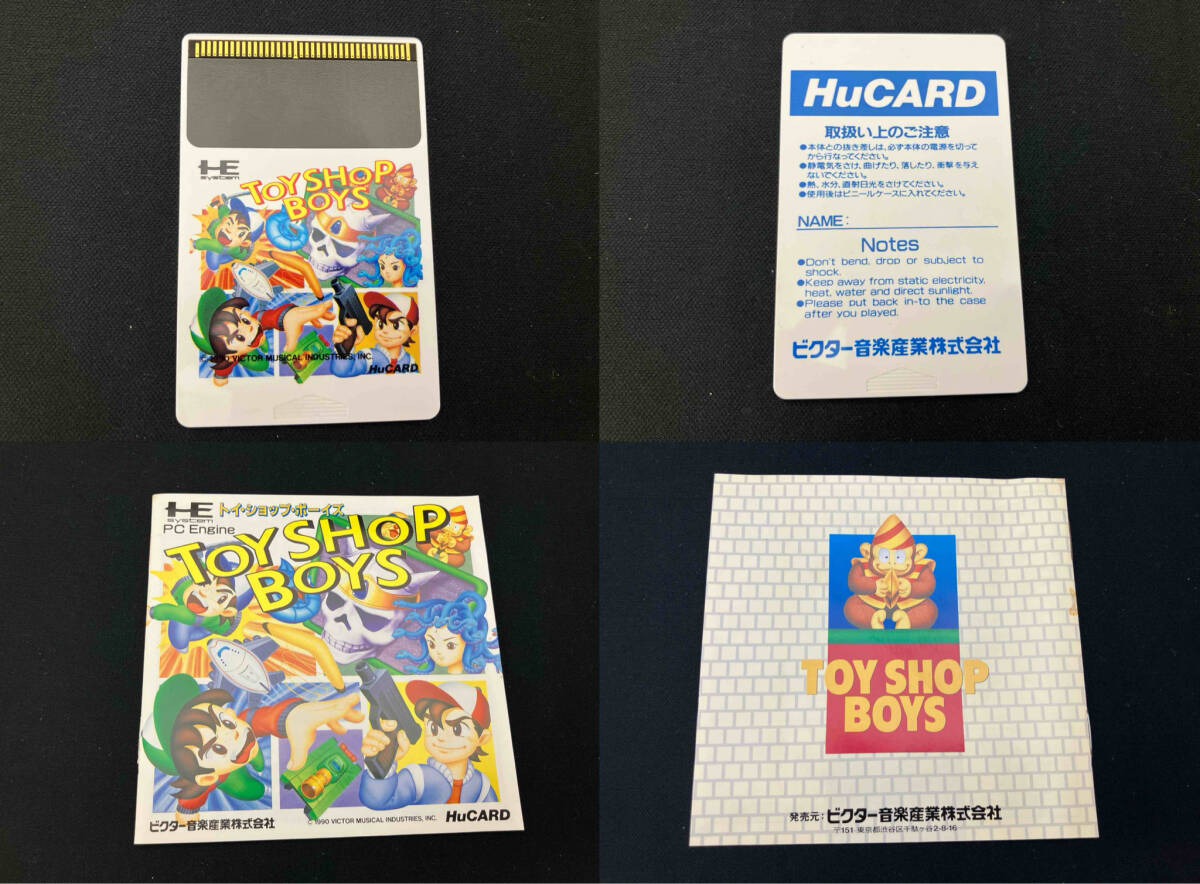 HE
system
TOY SHOP
BOYS
© 1990 VICTOR MUSICAL INDUSTRIES, INC.
HuCARD
HuCARD
取扱い上のご注意
●本体との抜き差しは、必ず本体の電源を切って
から行なってください。
●静電気をさけ、曲げたり、落したり、衝撃を与え
ないでください。
●熱、水分、直射日光をさけてください。
●使用後はビニールケースに入れてください。
NAME:
Notes
●Don't bend, drop or subject to
shock.
●Keep away from static electricity,
heat, water and direct sunlight.
●Please put back in-to the case
after you played.
ビクター音楽産業株式会社
HE
system
PC Engine
トイ・ショップ・ボーイズ
TOY SHOP
BOYS
ビクター音楽産業株式会社
© 1990 VICTOR MUSICAL INDUSTRIES, INC.
HuCARD
TOY SHOP
BOYS
発売元:ビクター音楽産業株式会社
〒151 東京都渋谷区千駄ヶ谷2-8-16